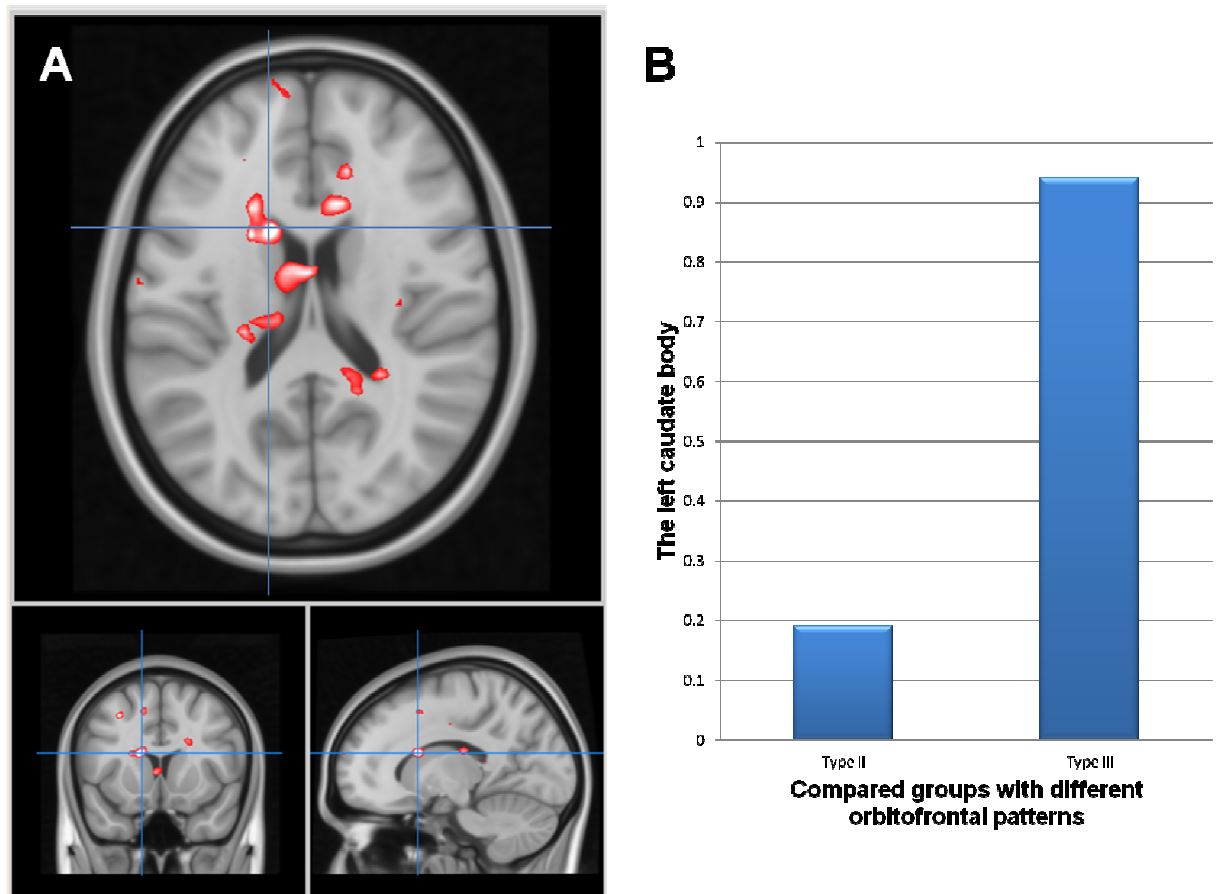 A
B
The left caudate body
1
0.9
0.8
0.7
0.6
0.5
0.4
0.3
0.2
0.1
0
Type II
Type III
Compared groups with different
orbitofrontal patterns